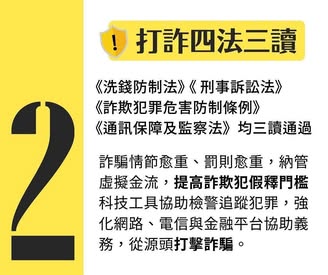 打詐四法三讀
《洗錢防制法》《刑事訴訟法》
《詐欺犯罪危害防制條例》
《通訊保障及監察法》均三讀通過
2
詐騙情節愈重、罰則愈重，納管
虛擬金流，提高詐欺犯假釋門檻
科技工具協助檢警追蹤犯罪，強
化網路、電信與金融平台協助義
務，從源頭打擊詐騙。